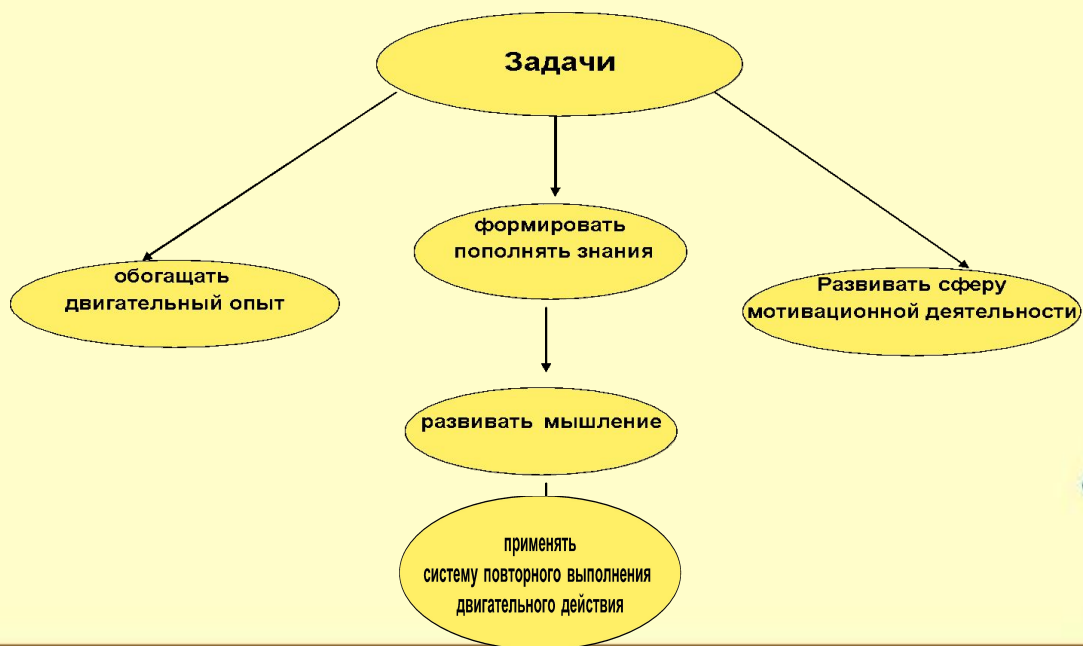 Задачи
формировать
пополнять знания
обогащать
двигательный опыт
Развивать сферу
мотивационной деятельности
развивать мышление
применять
систему повторного выполнения
двигательного действия